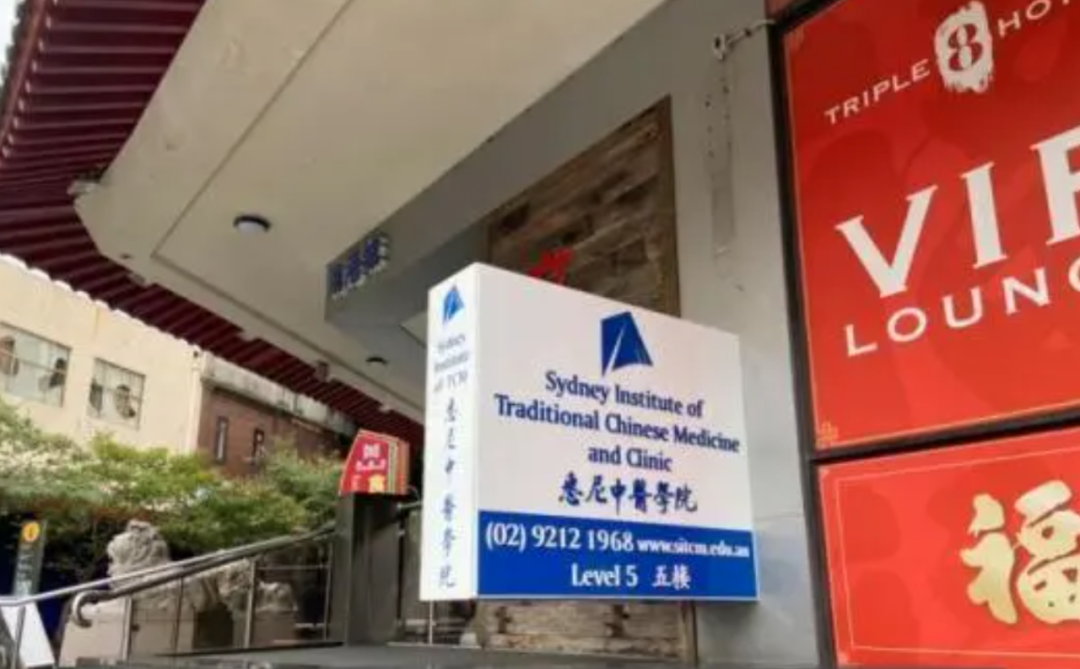 Sydney Institute of
Traditional Chinese Medicine
and Clinic
悉尼中醫學院
(02) 9212 1968 www.sitcm.edu.au
Level 5 五楼
Sydney
Institute
of TCM
悉尼中醫學院
TRIPLE 8 HOT
VIP
LOUNG
福